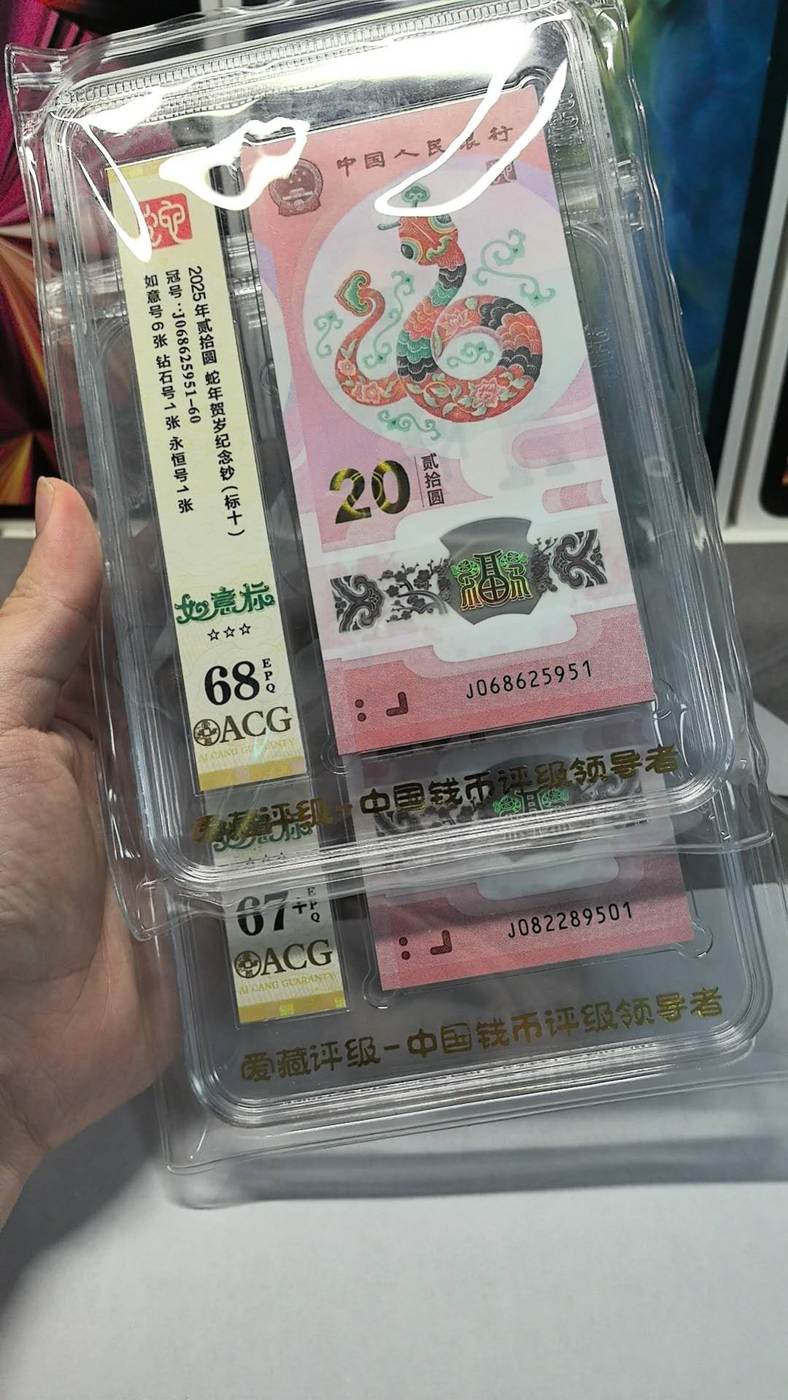 中国人民银行
2025年贰拾圆 蛇年贺岁纪念钞(标十)
冠号:J068625951-60
如意号6张 钻石号1张 永恒号1张
20
贰拾圆
福
如意标
☆☆☆
68
EPQ
ACG
AI CANG GUARANTY
J068625951
爱藏评级-中国钱币评级领导者
如意标
☆☆☆
67+
EPQ
ACG
AI CANG GUARANTY
J082289501
爱藏评级-中国钱币评级领导者